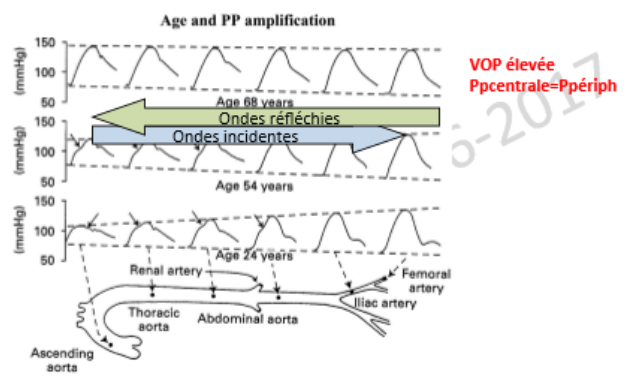 Age and PP amplification
150
100
50
(mmHg)
Age 68 years
VOP élevée
Ppcentrale=Ppériph
Ondes réfléchies
Ondes incidentes
150
100
50
(mmHg)
Age 54 years
150
100
50
(mmHg)
Age 24 years
Renal artery
Femoral
artery
Iliac artery
Thoracic
aorta
Abdominal aorta
Ascending
aorta
6-2017